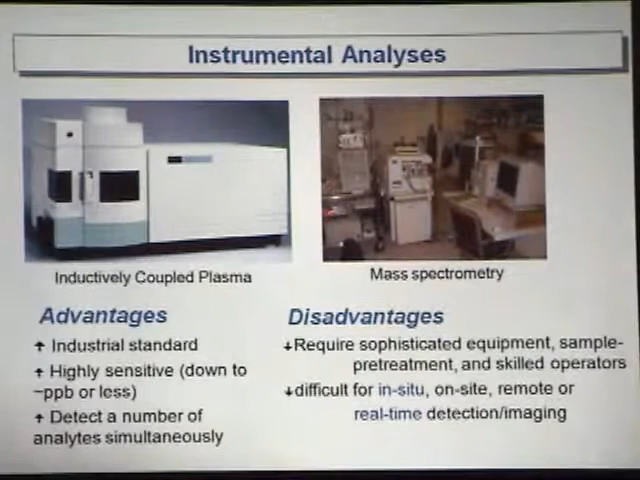 Instrumental Analyses
Inductively Coupled Plasma
Mass spectrometry
Advantages
↑ Industrial standard
↑ Highly sensitive (down to
~ppb or less)
↑ Detect a number of
analytes simultaneously
Disadvantages
↓Require sophisticated equipment, sample-
pretreatment, and skilled operators
↓difficult for in-situ, on-site, remote or
real-time detection/imaging